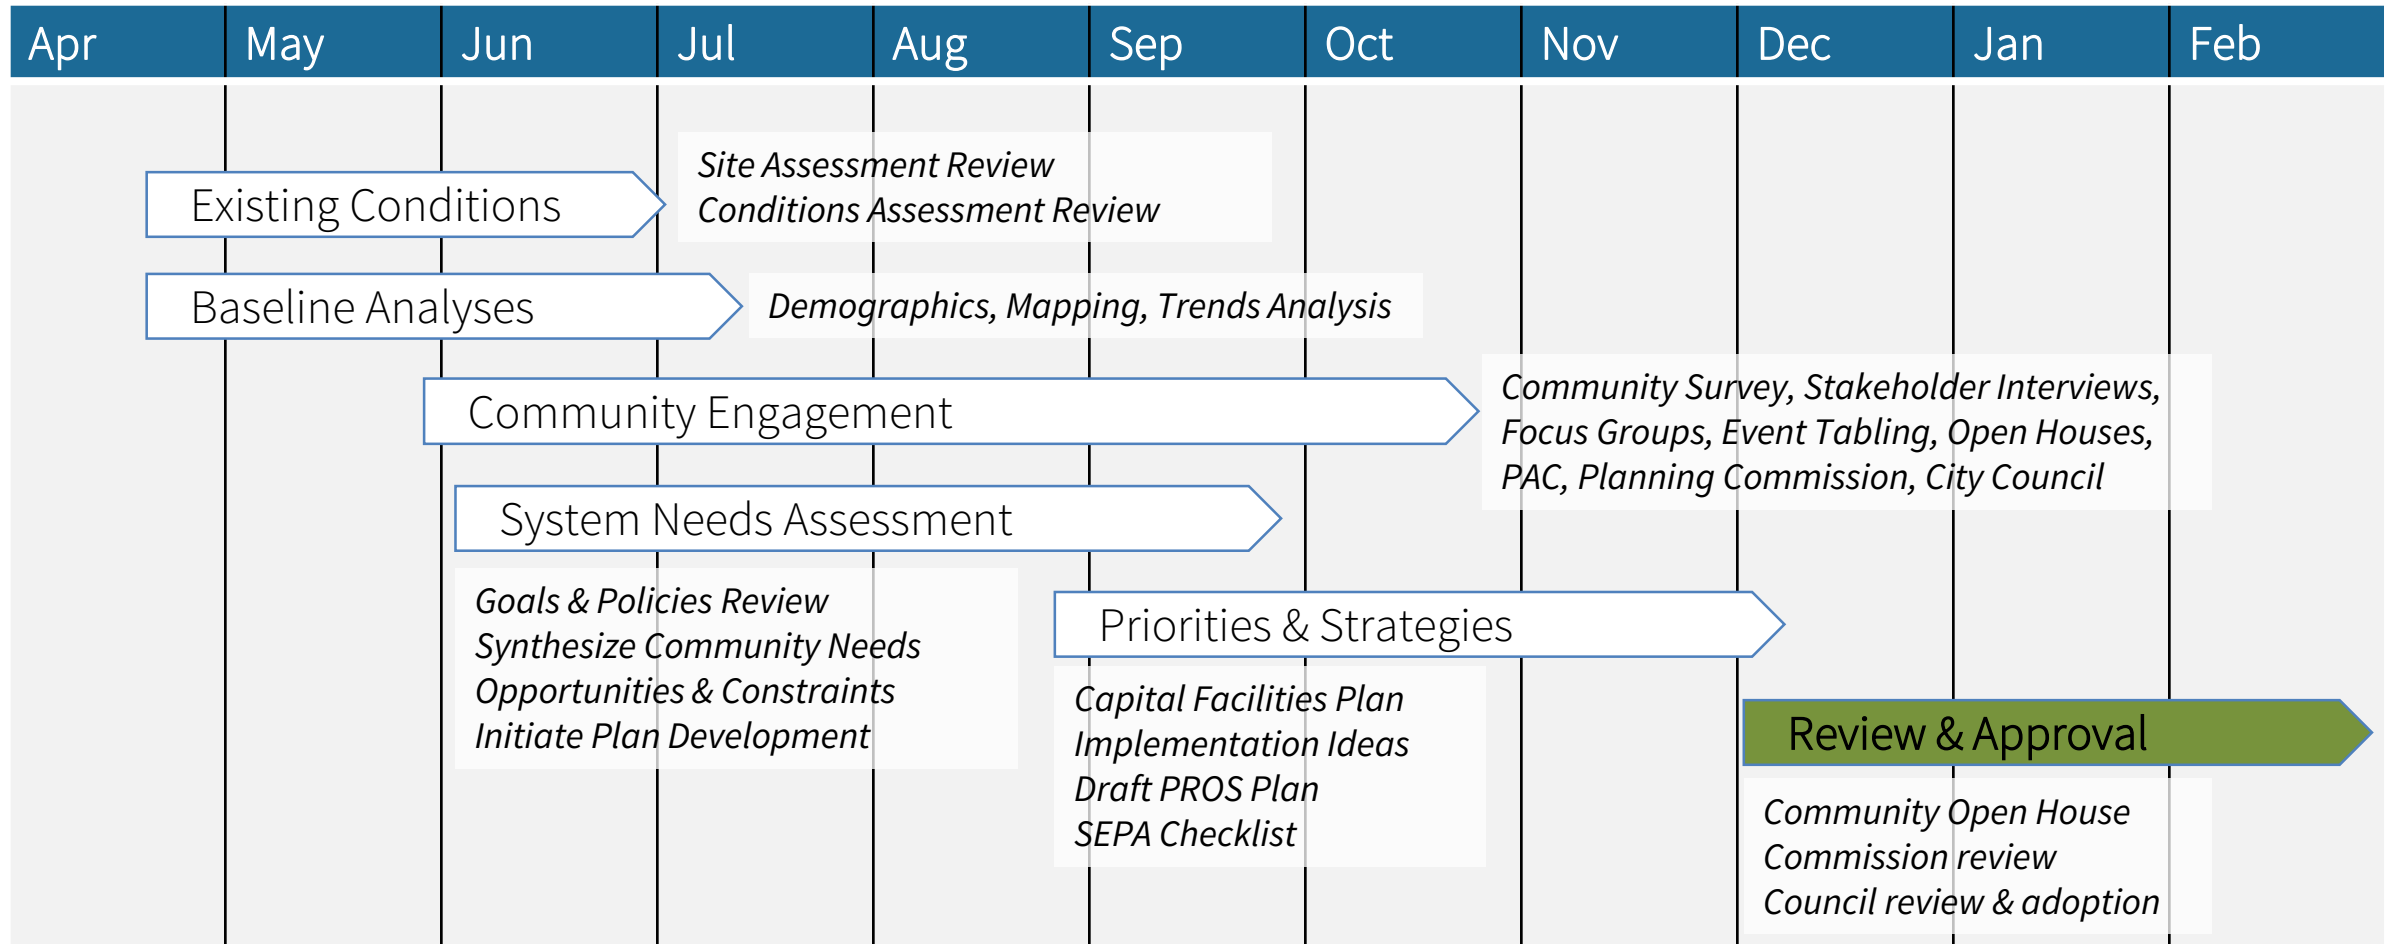 Apr May Jun Jul Aug Sep Oct Nov Dec Jan Feb
Existing Conditions
Site Assessment Review
Conditions Assessment Review
Baseline Analyses
Demographics, Mapping, Trends Analysis
Community Engagement
Community Survey, Stakeholder Interviews,
Focus Groups, Event Tabling, Open Houses,
PAC, Planning Commission, City Council
System Needs Assessment
Goals & Policies Review
Synthesize Community Needs
Opportunities & Constraints
Initiate Plan Development
Priorities & Strategies
Capital Facilities Plan
Implementation Ideas
Draft PROS Plan
SEPA Checklist
Review & Approval
Community Open House
Commission review
Council review & adoption